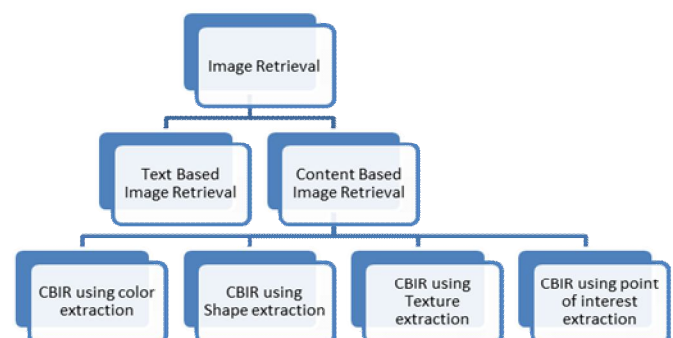 Image Retrieval
Text Based
Image Retrieval
Content Based
Image Retrieval
CBIR using color
extraction
CBIR using
Shape extraction
CBIR using
Texture
extraction
CBIR using point
of interest
extraction